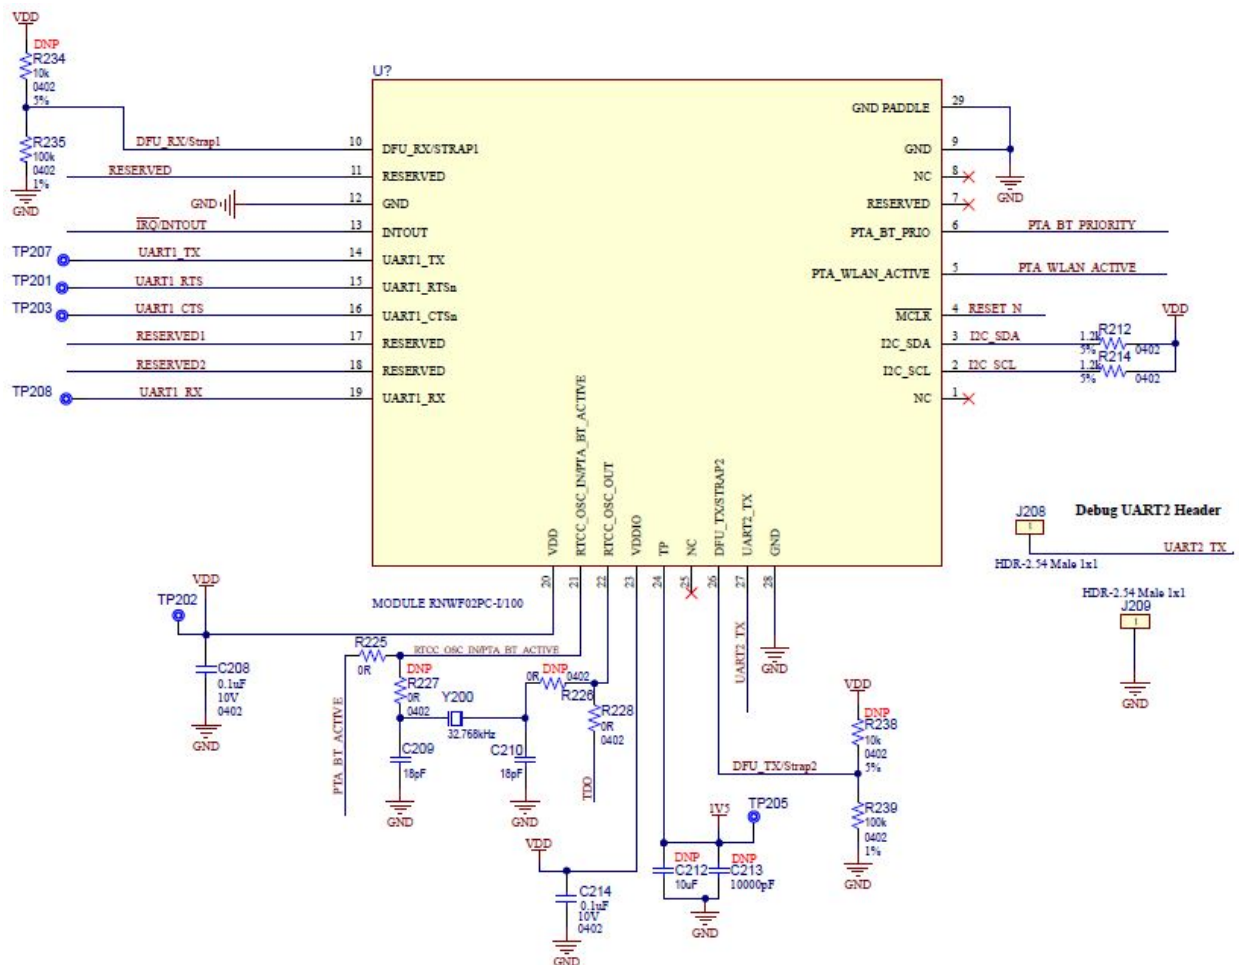 VDD
DNP
R234
10k
0402
5%
R235
100k
0402
1%
GND
U?
DFU_RX/Strap1
10
DFU_RX/STRAP1
RESERVED
11
RESERVED
GND
12
GND
IRQ/INTOUT
13
INTOUT
TP207
UART1_TX
14
UART1_TX
TP201
UART1_RTS
15
UART1_RTSn
TP203
UART1_CTS
16
UART1_CTSn
RESERVED1
17
RESERVED
RESERVED2
18
RESERVED
TP208
UART1_RX
19
UART1_RX
GND PADDLE
29
GND
9
NC
8
GND
RESERVED
7
PTA_BT_PRIO
6
PTA_BT_PRIORITY
PTA_WLAN_ACTIVE
5
PTA_WLAN_ACTIVE
MCLR
4
RESET_N
VDD
I2C_SDA
3
I2C_SDA
1.2k
5%
R212
0402
I2C_SCL
2
I2C_SCL
1.2k
5%
R214
0402
NC
1
VDD
20
RTCC_OSC_IN/PTA_BT_ACTIVE
21
RTCC_OSC_OUT
22
VDDIO
23
TP
24
NC
25
DFU_TX/STRAP2
26
UART2_TX
27
GND
28
MODULE RNWF02PC-I/100
Debug UART2 Header
J208
1
UART2_TX
HDR-2.54 Male 1x1
HDR-2.54 Male 1x1
J209
1
GND
VDD
TP202
C208
0.1uF
10V
0402
GND
R225
0R
RTCC_OSC_IN/PTA_BT_ACTIVE
PTA_BT_ACTIVE
DNP
R227
0R
0402
Y200
32.768kHz
DNP
0R
0402
R226
R228
0R
0402
TDO
C209
18pF
GND
C210
18pF
GND
UART2_TX
GND
VDD
DNP
R238
10k
0402
5%
DFU_TX/Strap2
R239
100k
0402
1%
GND
1V5
TP205
DNP
C212
10uF
DNP
C213
10000pF
GND
VDD
C214
0.1uF
10V
0402
GND